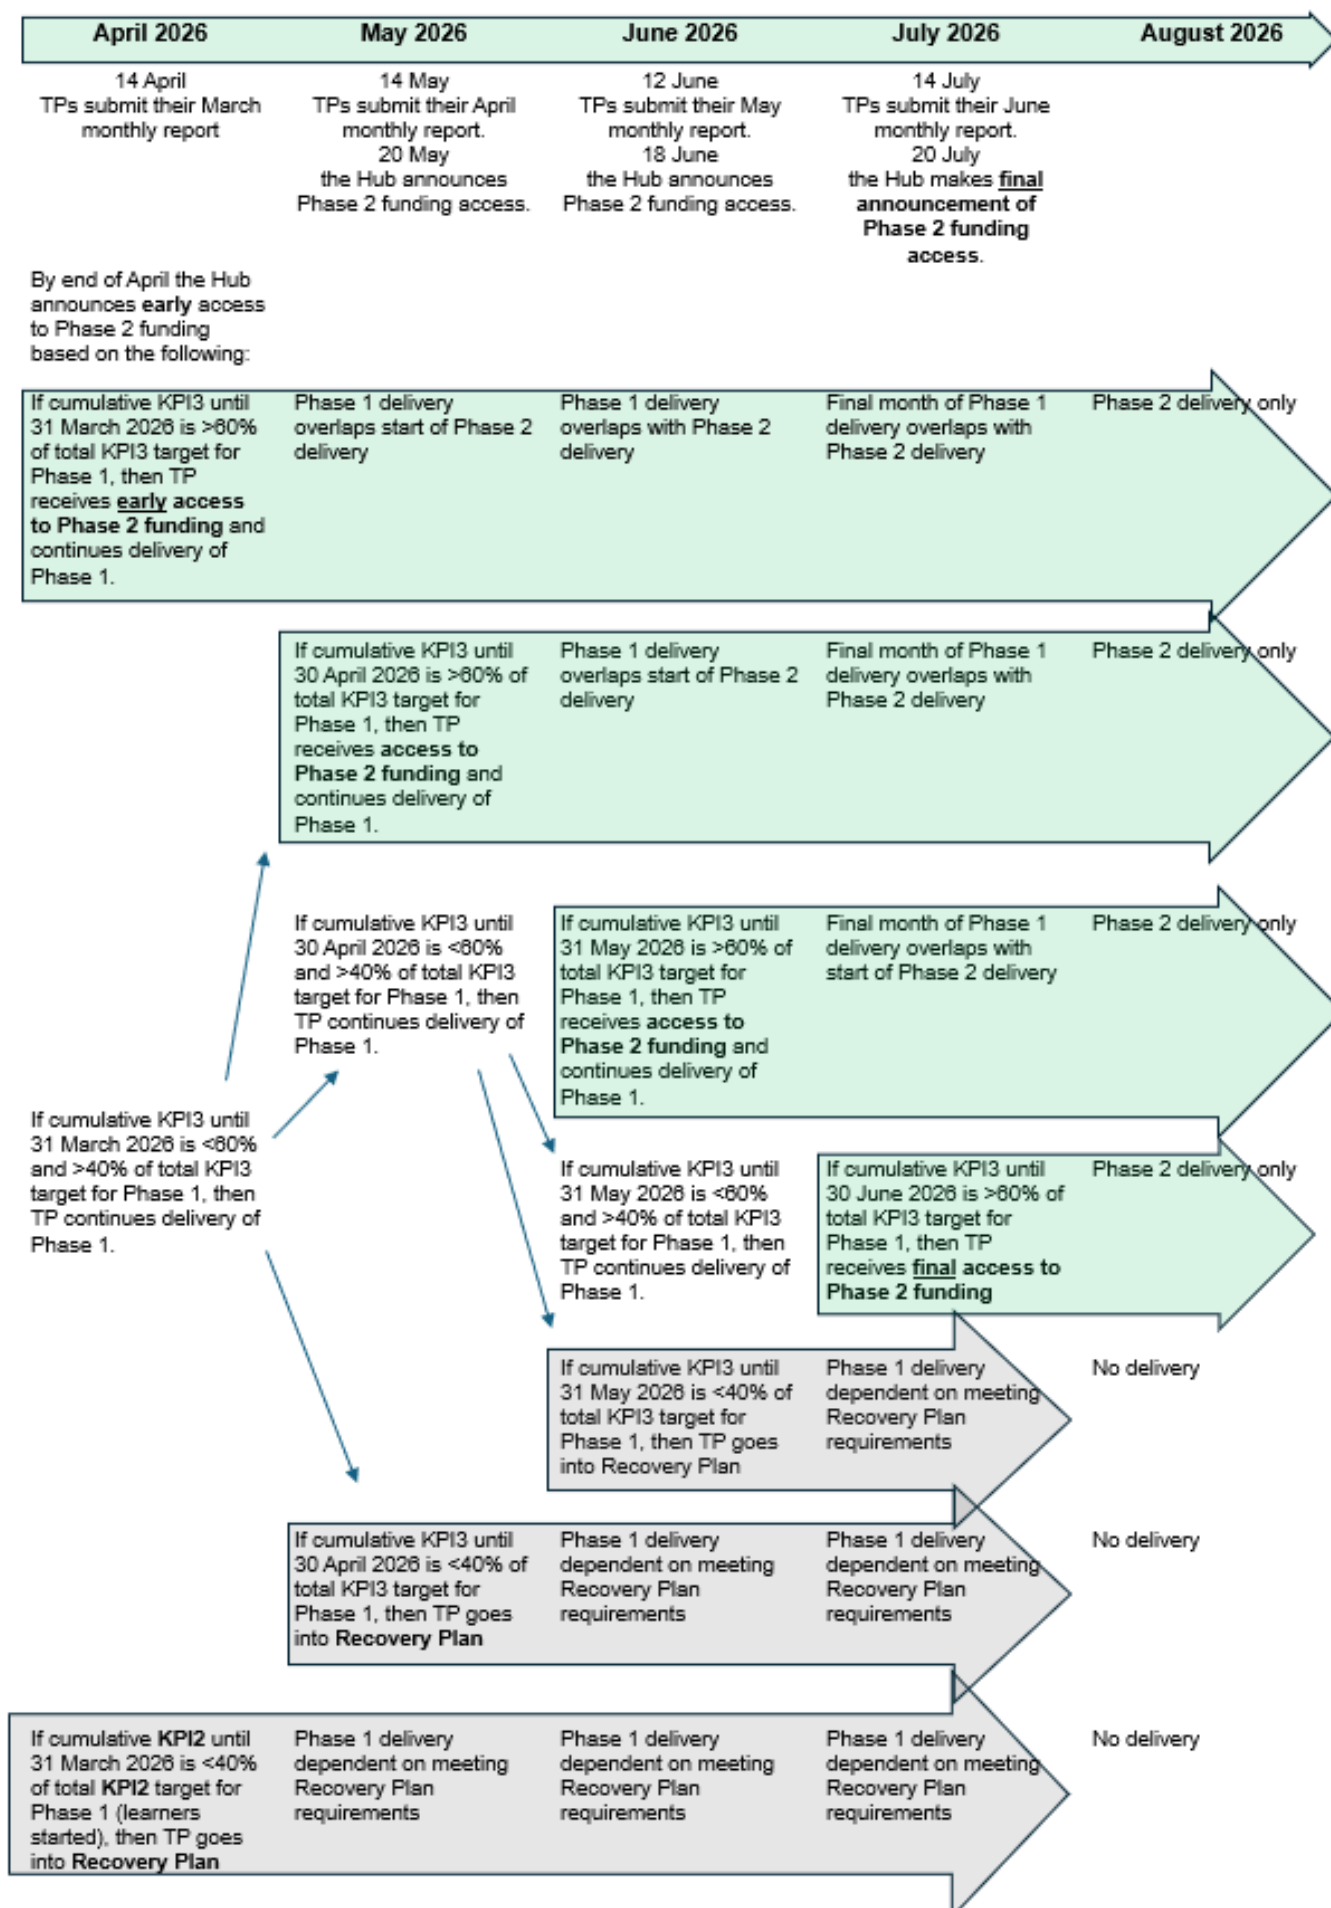 April 2026
May 2026
June 2026
July 2026
August 2026
14 April
TPs submit their March
monthly report
14 May
TPs submit their April
monthly report.
20 May
the Hub announces
Phase 2 funding access.
12 June
TPs submit their May
monthly report.
18 June
the Hub announces
Phase 2 funding access.
14 July
TPs submit their June
monthly report.
20 July
the Hub makes final
announcement of
Phase 2 funding
access.
By end of April the Hub
announces early access
to Phase 2 funding
based on the following:
If cumulative KPI3 until
31 March 2026 is >60%
of total KPI3 target for
Phase 1, then TP
receives early access
to Phase 2 funding and
continues delivery of
Phase 1.
Phase 1 delivery
overlaps start of Phase 2
delivery
Phase 1 delivery
overlaps with Phase 2
delivery
Final month of Phase 1
delivery overlaps with
Phase 2 delivery
Phase 2 delivery only
If cumulative KPI3 until
30 April 2026 is >60% of
total KPI3 target for
Phase 1, then TP
receives access to
Phase 2 funding and
continues delivery of
Phase 1.
Phase 1 delivery
overlaps start of Phase 2
delivery
Final month of Phase 1
delivery overlaps with
Phase 2 delivery
Phase 2 delivery only
If cumulative KPI3 until
30 April 2026 is <60%
and >40% of total KPI3
target for Phase 1, then
TP continues delivery of
Phase 1.
If cumulative KPI3 until
31 May 2026 is >60% of
total KPI3 target for
Phase 1, then TP
receives access to
Phase 2 funding and
continues delivery of
Phase 1.
Final month of Phase 1
delivery overlaps with
start of Phase 2 delivery
Phase 2 delivery only
If cumulative KPI3 until
31 March 2026 is <60%
and >40% of total KPI3
target for Phase 1, then
TP continues delivery of
Phase 1.
If cumulative KPI3 until
31 May 2026 is <60%
and >40% of total KPI3
target for Phase 1, then
TP continues delivery of
Phase 1.
If cumulative KPI3 until
30 June 2026 is >60% of
total KPI3 target for
Phase 1, then TP
receives final access to
Phase 2 funding
Phase 2 delivery only
If cumulative KPI3 until
31 May 2026 is <40% of
total KPI3 target for
Phase 1, then TP goes
into Recovery Plan
Phase 1 delivery
dependent on meeting
Recovery Plan
requirements
No delivery
If cumulative KPI3 until
30 April 2026 is <40% of
total KPI3 target for
Phase 1, then TP goes
into Recovery Plan
Phase 1 delivery
dependent on meeting
Recovery Plan
requirements
Phase 1 delivery
dependent on meeting
Recovery Plan
requirements
No delivery
If cumulative KPI2 until
31 March 2026 is <40%
of total KPI2 target for
Phase 1 (learners
started), then TP goes
into Recovery Plan
Phase 1 delivery
dependent on meeting
Recovery Plan
requirements
Phase 1 delivery
dependent on meeting
Recovery Plan
requirements
Phase 1 delivery
dependent on meeting
Recovery Plan
requirements
No delivery